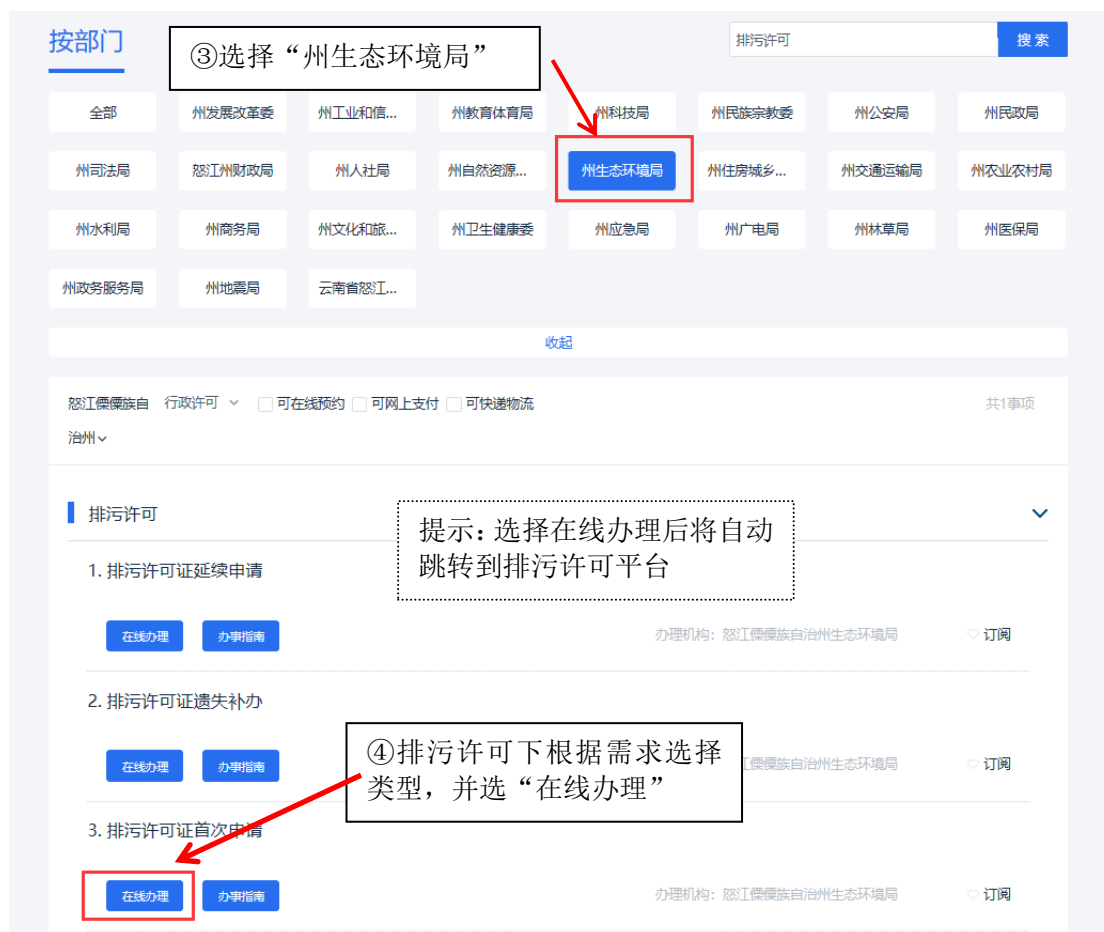 按部门
③选择“州生态环境局”
排污许可
搜索
全部
州发展改革委
州工业和信...
州教育体育局
州科技局
州民族宗教委
州公安局
州民政局
州司法局
怒江州财政局
州人社局
州自然资源...
州生态环境局
州住房城乡...
州交通运输局
州农业农村局
州水利局
州商务局
州文化和旅...
州卫生健康委
州应急局
州广电局
州林草局
州医保局
州政务服务局
州地震局
云南省怒江...
收起
怒江傈僳族自
治州
行政许可
可在线预约
可网上支付
可快递物流
共1事项
排污许可
提示：选择在线办理后将自动
跳转到排污许可平台
1. 排污许可证延续申请
在线办理
办事指南
办理机构：怒江傈僳族自治州生态环境局
订阅
2. 排污许可证遗失补办
④排污许可下根据需求选择
类型，并选“在线办理”
在线办理
办事指南
江傈僳族自治州生态环境局
订阅
3. 排污许可证首次申请
在线办理
办事指南
办理机构：怒江傈僳族自治州生态环境局
订阅